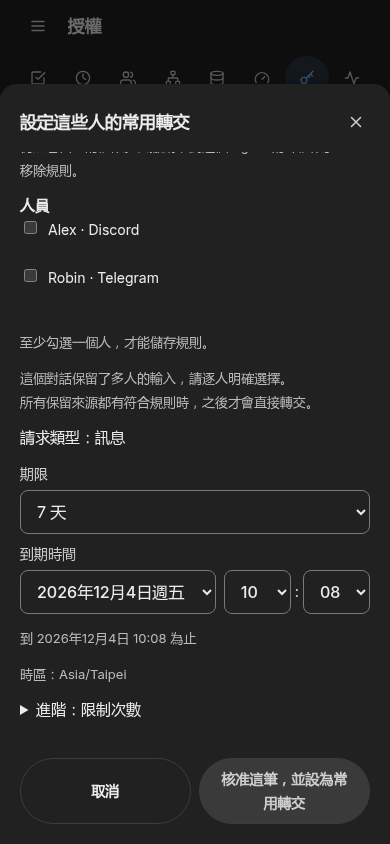 授權
設定這些人的常用轉交
移除規則。
人員
Alex · Discord
Robin · Telegram
至少勾選一個人，才能儲存規則。
這個對話保留了多人的輸入，請逐人明確選擇。
所有保留來源都有符合規則時，之後才會直接轉交。
請求類型：訊息
期限
7 天
到期時間
2026年12月4日週五 10 : 08
到 2026年12月4日 10:08 為止
時區：Asia/Taipei
▶ 進階：限制次數
取消
核准這筆，並設為常
用轉交